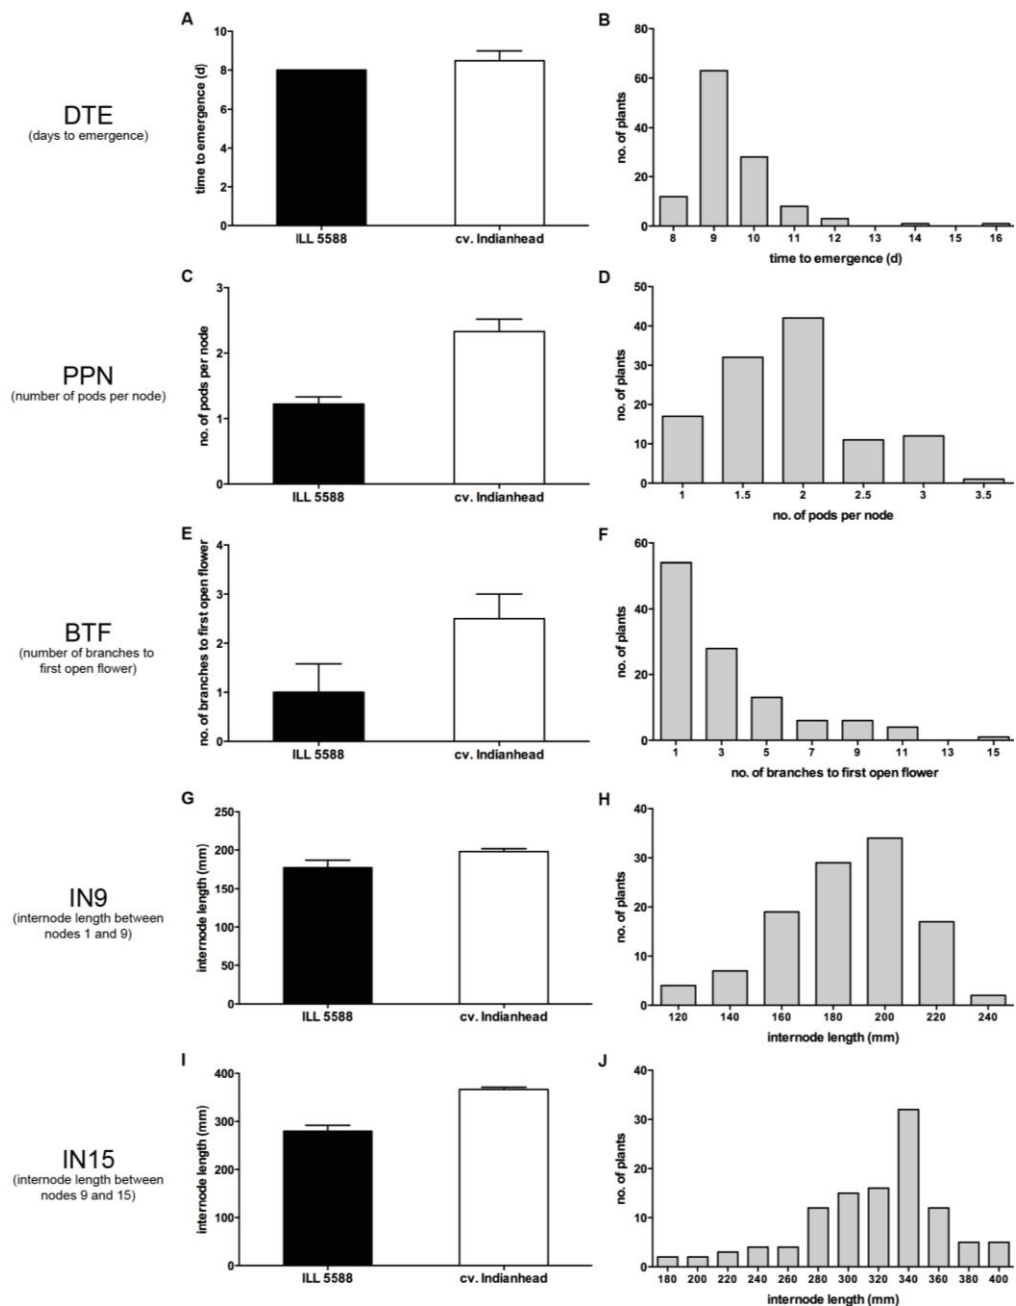 A
B
DTE
(days to emergence)
time to emergence (d)
10
8
6
4
2
0
ILL 5588
cv. Indianhead
no. of plants
80
60
40
20
0
8 9 10 11 12 13 14 15 16
time to emergence (d)
C
D
PPN
(number of pods per node)
no. of pods per node
3
2
1
0
ILL 5588
cv. Indianhead
no. of plants
50
40
30
20
10
0
1 1.5 2 2.5 3 3.5
no. of pods per node
E
F
BTF
(number of branches to
first open flower)
no. of branches to first open flower
4
3
2
1
0
ILL 5588
cv. Indianhead
no. of plants
60
40
20
0
1 3 5 7 9 11 13 15
no. of branches to first open flower
G
H
IN9
(internode length between
nodes 1 and 9)
internode length (mm)
250
200
150
100
50
0
ILL 5588
cv. Indianhead
no. of plants
40
30
20
10
0
120 140 160 180 200 220 240
internode length (mm)
I
J
IN15
(internode length between
nodes 9 and 15)
internode length (mm)
400
300
200
100
0
ILL 5588
cv. Indianhead
no. of plants
40
30
20
10
0
180 200 220 240 260 280 300 320 340 360 380 400
internode length (mm)